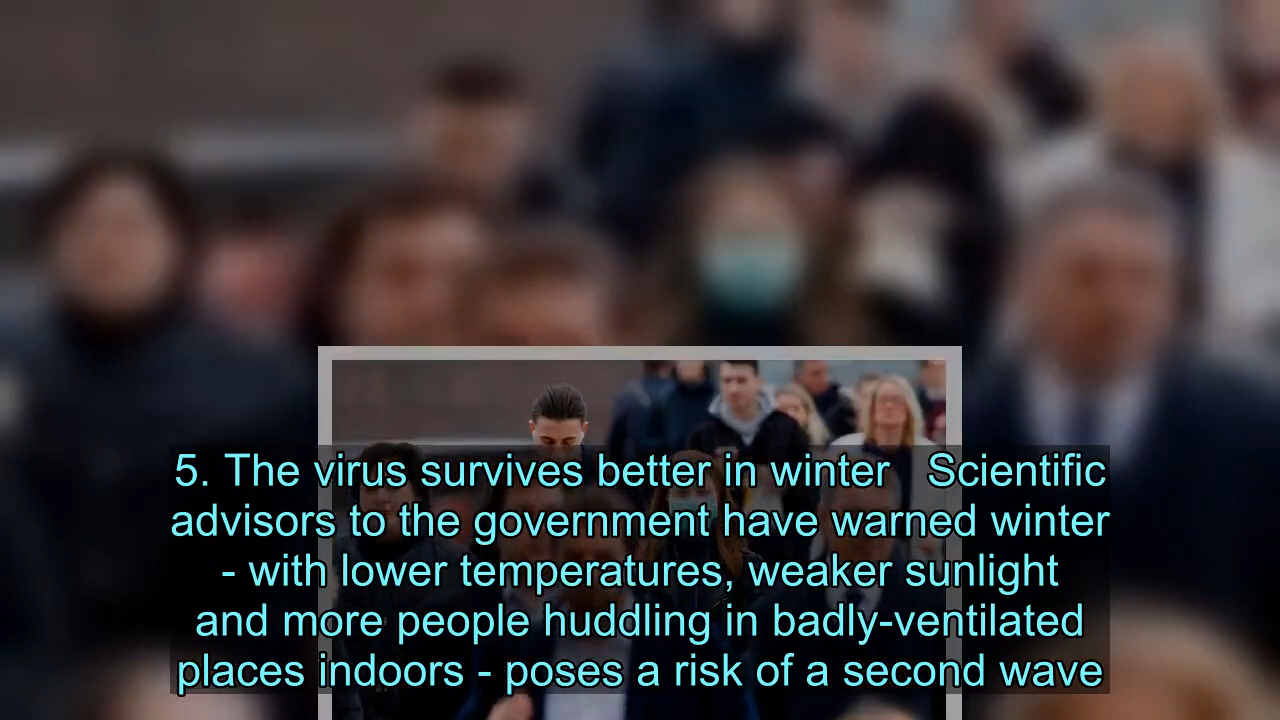 5. The virus survives better in winter   Scientific
advisors to the government have warned winter
- with lower temperatures, weaker sunlight
and more people huddling in badly-ventilated
places indoors - poses a risk of a second wave